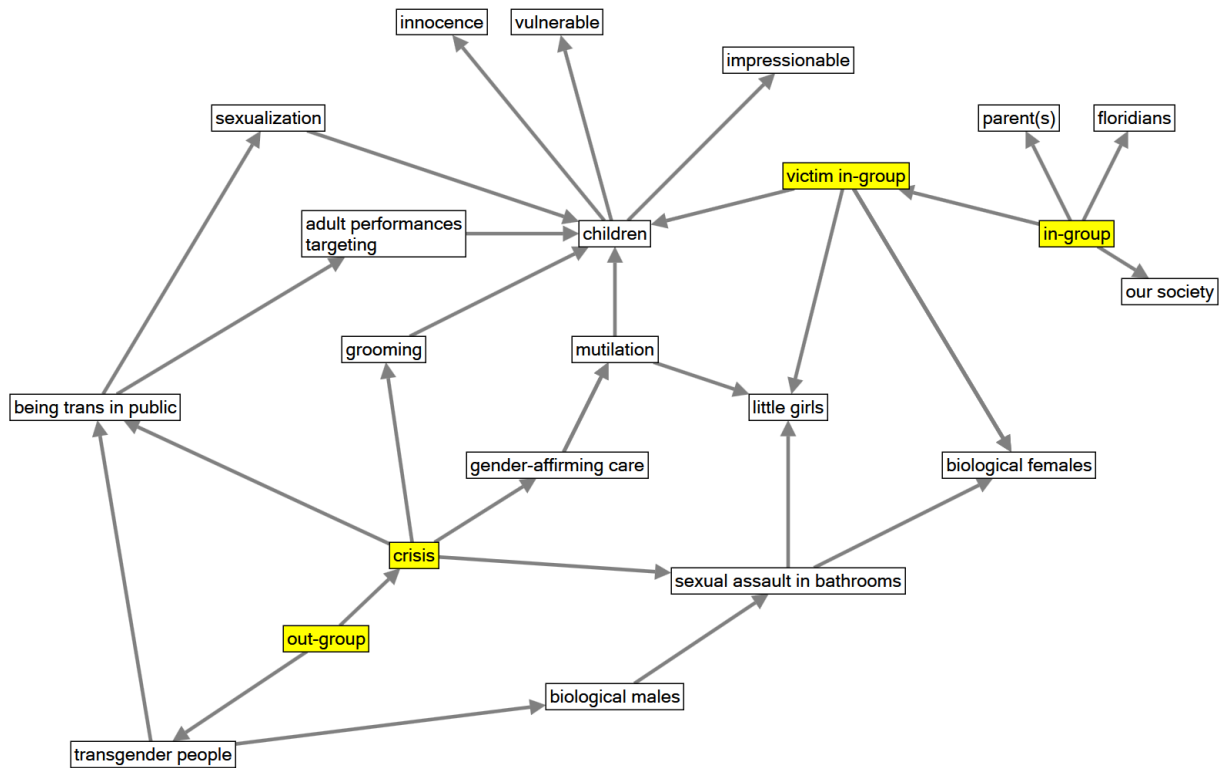 innocence
vulnerable
impressionable
sexualization
parent(s)
floridians
victim in-group
adult performances
targeting
children
in-group
our society
grooming
mutilation
being trans in public
little girls
gender-affirming care
biological females
crisis
sexual assault in bathrooms
out-group
biological males
transgender people